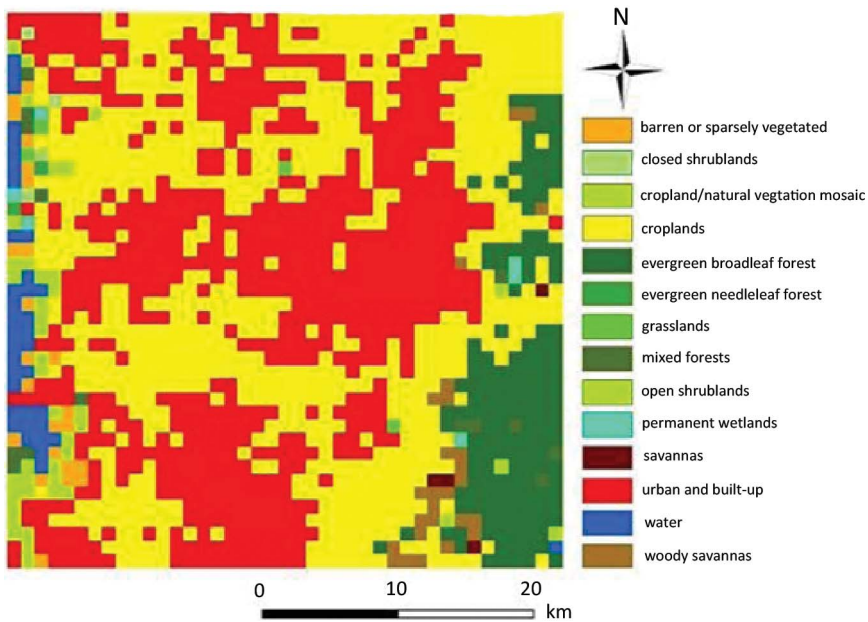 N
barren or sparsely vegetated
closed shrublands
cropland/natural vegtation mosaic
croplands
evergreen broadleaf forest
evergreen needleleaf forest
grasslands
mixed forests
open shrublands
permanent wetlands
savannas
urban and built-up
water
woody savannas
0 10 20
km